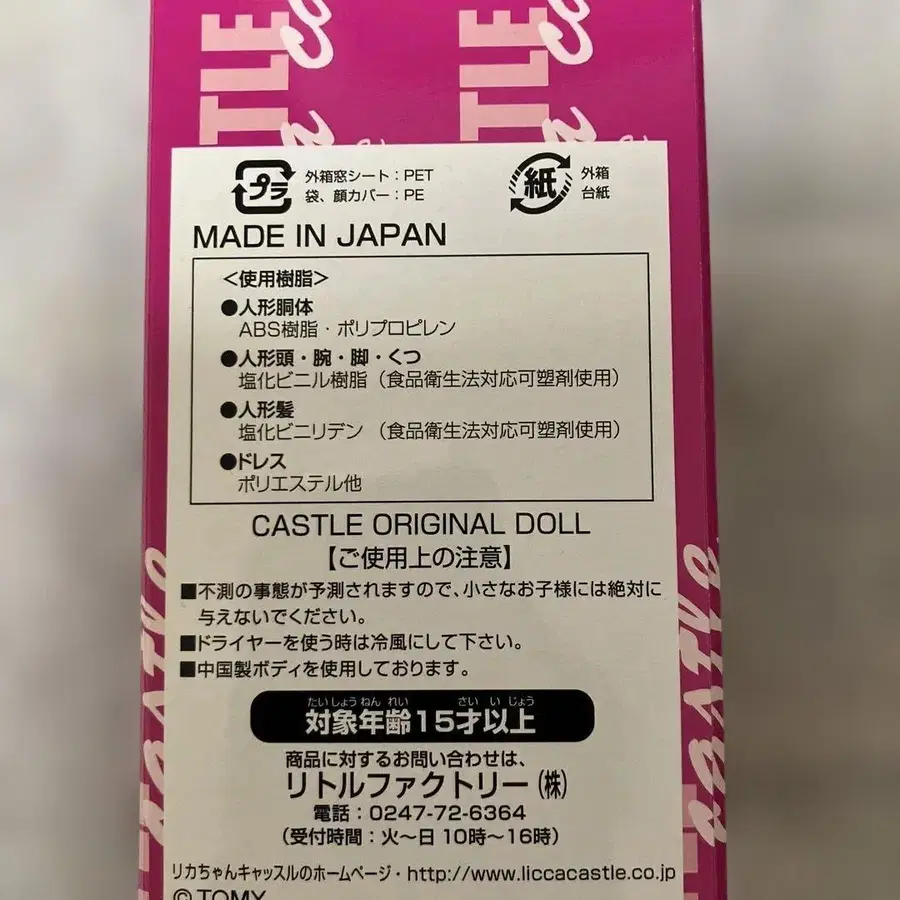 TLE
TLE
プラ
外箱窓シート：PET
袋、顔カバー：PE
紙
外箱
台紙
MADE IN JAPAN
＜使用樹脂＞
●人形胴体
ABS樹脂・ポリプロピレン
●人形頭・腕・脚・くつ
塩化ビニル樹脂（食品衛生法対応可塑剤使用）
●人形髪
塩化ビニリデン（食品衛生法対応可塑剤使用）
●ドレス
ポリエステル他
CASTLE ORIGINAL DOLL
【ご使用上の注意】
■不測の事態が予測されますので、小さなお子様には絶対に
与えないでください。
■ドライヤーを使う時は冷風にして下さい。
■中国製ボディを使用しております。
たいしょうねんれい さいいじょう
対象年齢15才以上
商品に対するお問い合わせは、
リトルファクトリー（株）
電話：0247-72-6364
（受付時間：火〜日 10時〜16時）
リカちゃんキャッスルのホームページ・http://www.liccacastle.co.jp
© TOMY